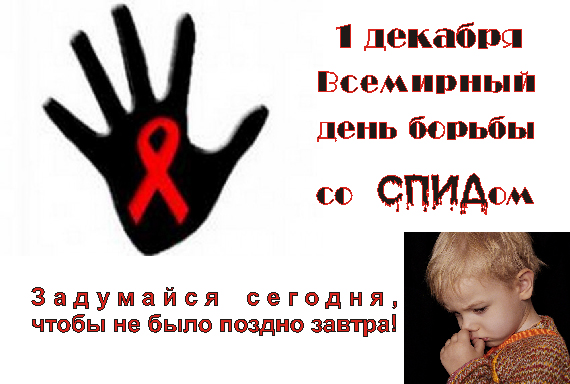 1 декабря
Всемирный
день борьбы
со СПИДом
Задумайся сегодня,
чтобы не было поздно завтра!